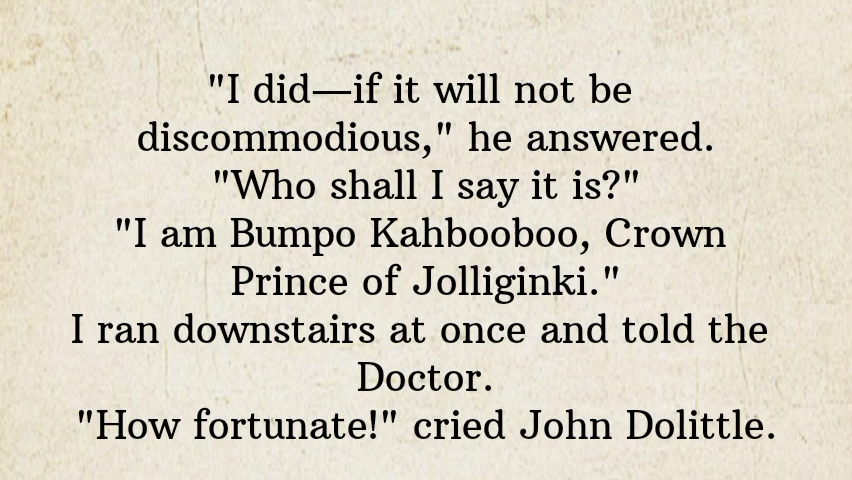 "I did—if it will not be
discommodious," he answered.
"Who shall I say it is?"
"I am Bumpo Kahbooboo, Crown
Prince of Jolliginki."
I ran downstairs at once and told the
Doctor.
"How fortunate!" cried John Dolittle.